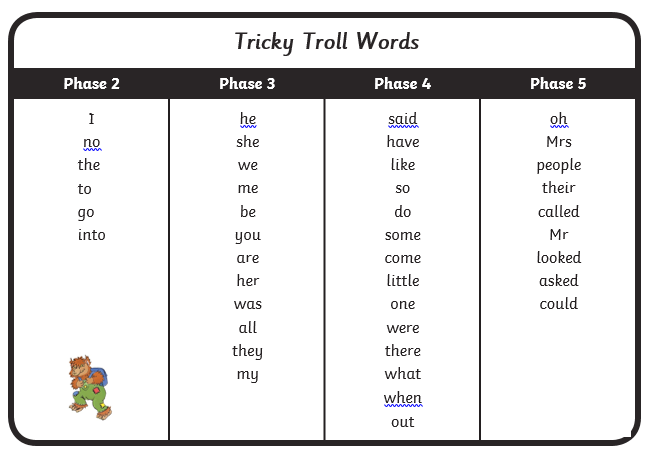 Tricky Troll Words
Phase 2
I
no
the
to
go
into
Phase 3
he
she
we
me
be
you
are
her
was
all
they
my
Phase 4
said
have
like
so
do
some
come
little
one
were
there
what
when
out
Phase 5
oh
Mrs
people
their
called
Mr
looked
asked
could